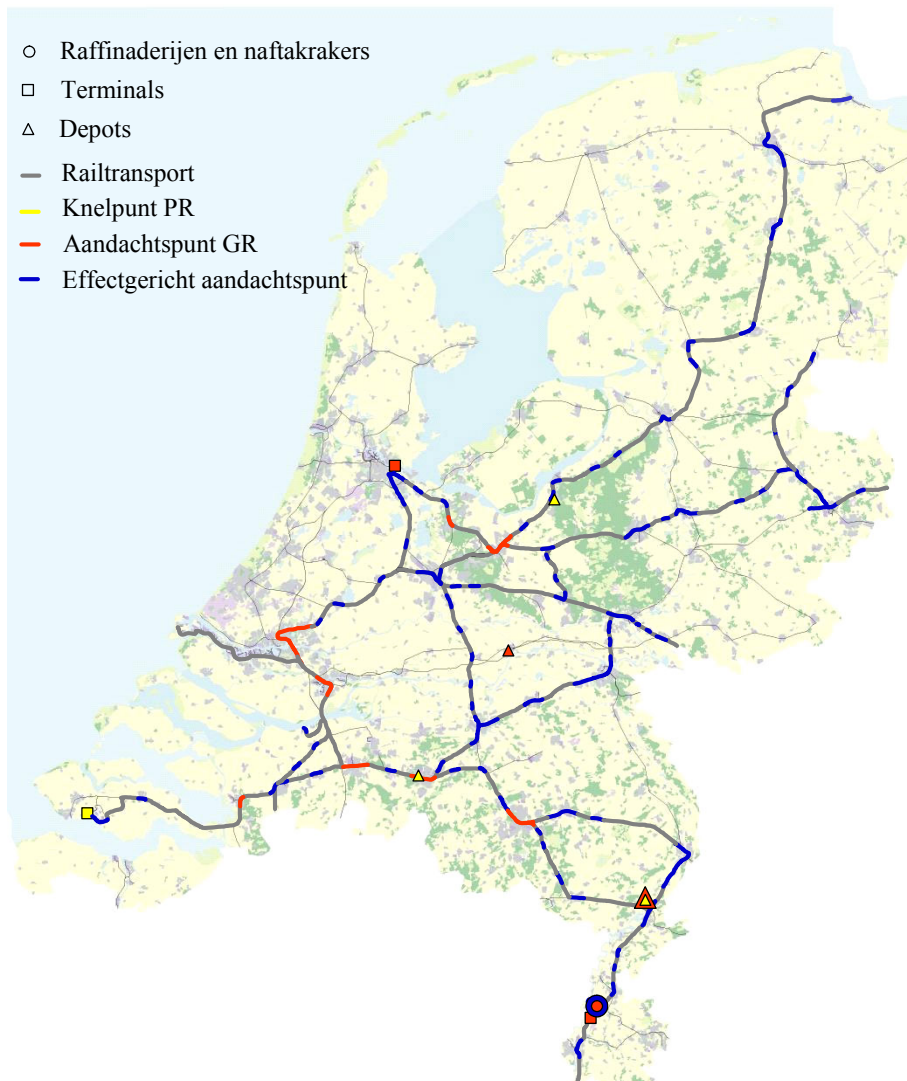 Raffinaderijen en naftakrakers
Terminals
Depots
Railtransport
Knelpunt PR
Aandachtspunt GR
Effectgericht aandachtspunt